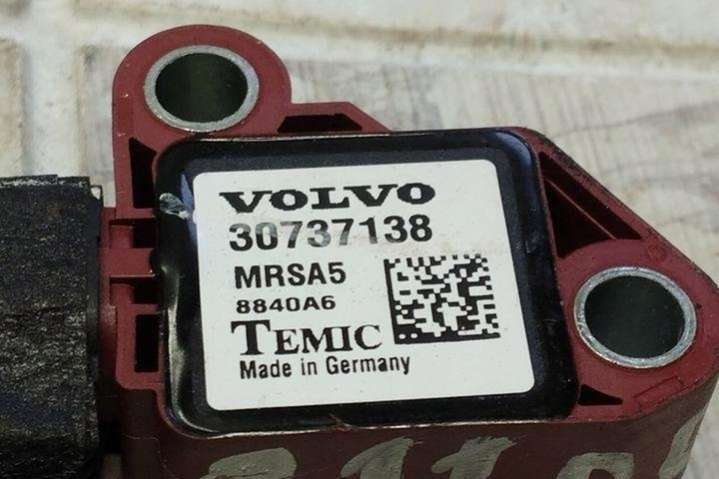 VOLVO
30737138
MRSA5
8840A6
TEMIC
Made in Germany